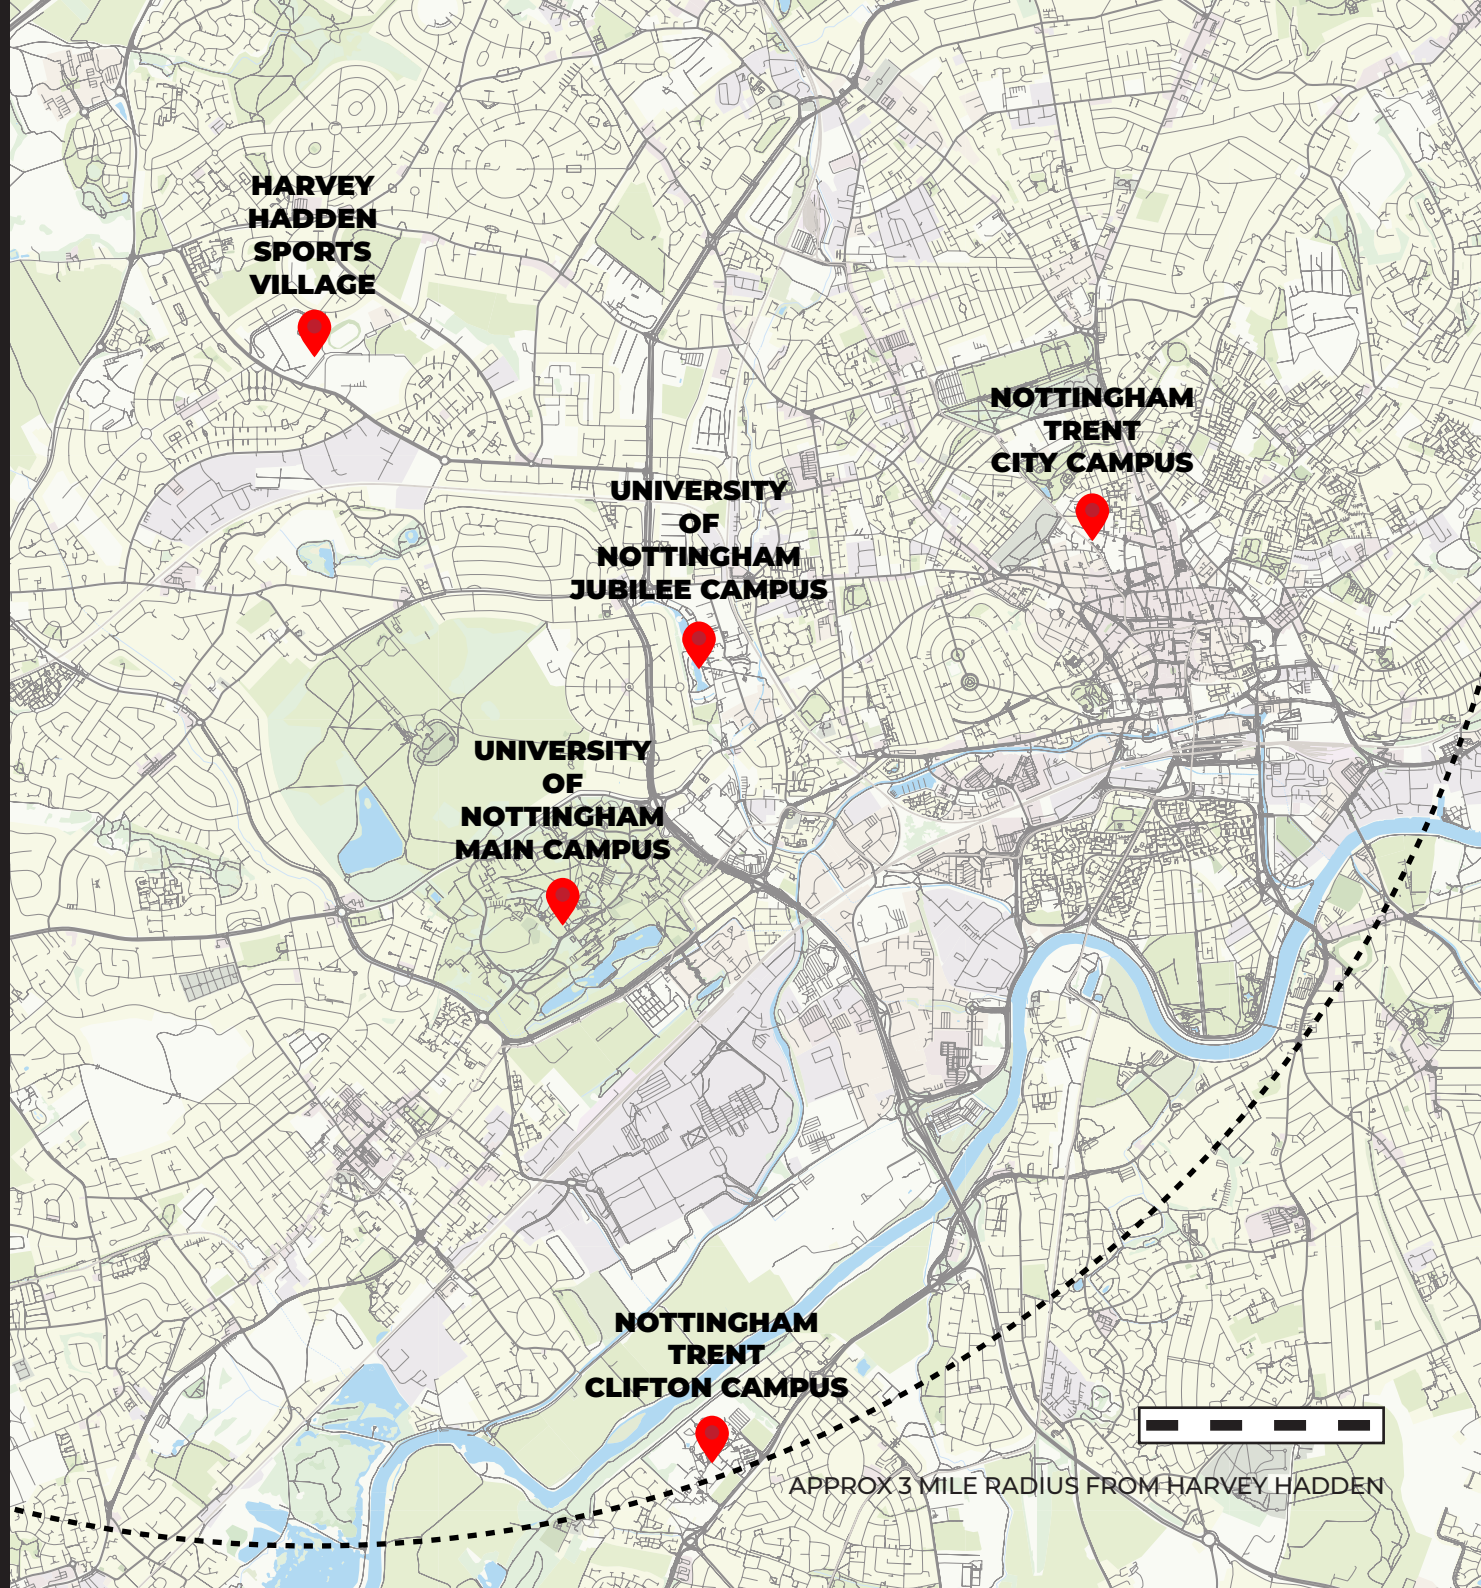 HARVEY
HADDEN
SPORTS
VILLAGE
NOTTINGHAM
TRENT
CITY CAMPUS
UNIVERSITY
OF
NOTTINGHAM
JUBILEE CAMPUS
UNIVERSITY
OF
NOTTINGHAM
MAIN CAMPUS
NOTTINGHAM
TRENT
CLIFTON CAMPUS
APPROX 3 MILE RADIUS FROM HARVEY HADDEN